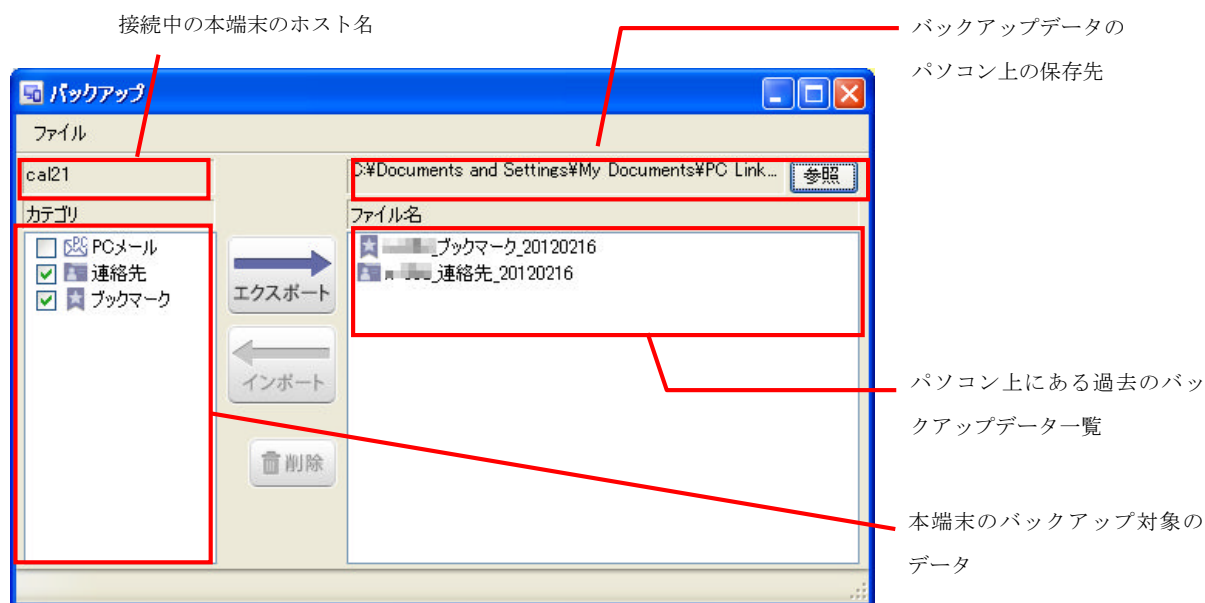 接続中の本端末のホスト名
バックアップデータの
パソコン上の保存先
バックアップ
ファイル
cal21
C:¥Documents and Settings¥My Documents¥PC Link...
参照
カテゴリ
ファイル名
PCメール
連絡先
ブックマーク
エクスポート
インポート
削除
_ブックマーク_20120216
_連絡先_20120216
パソコン上にある過去のバッ
クアップデータ一覧
本端末のバックアップ対象の
データ